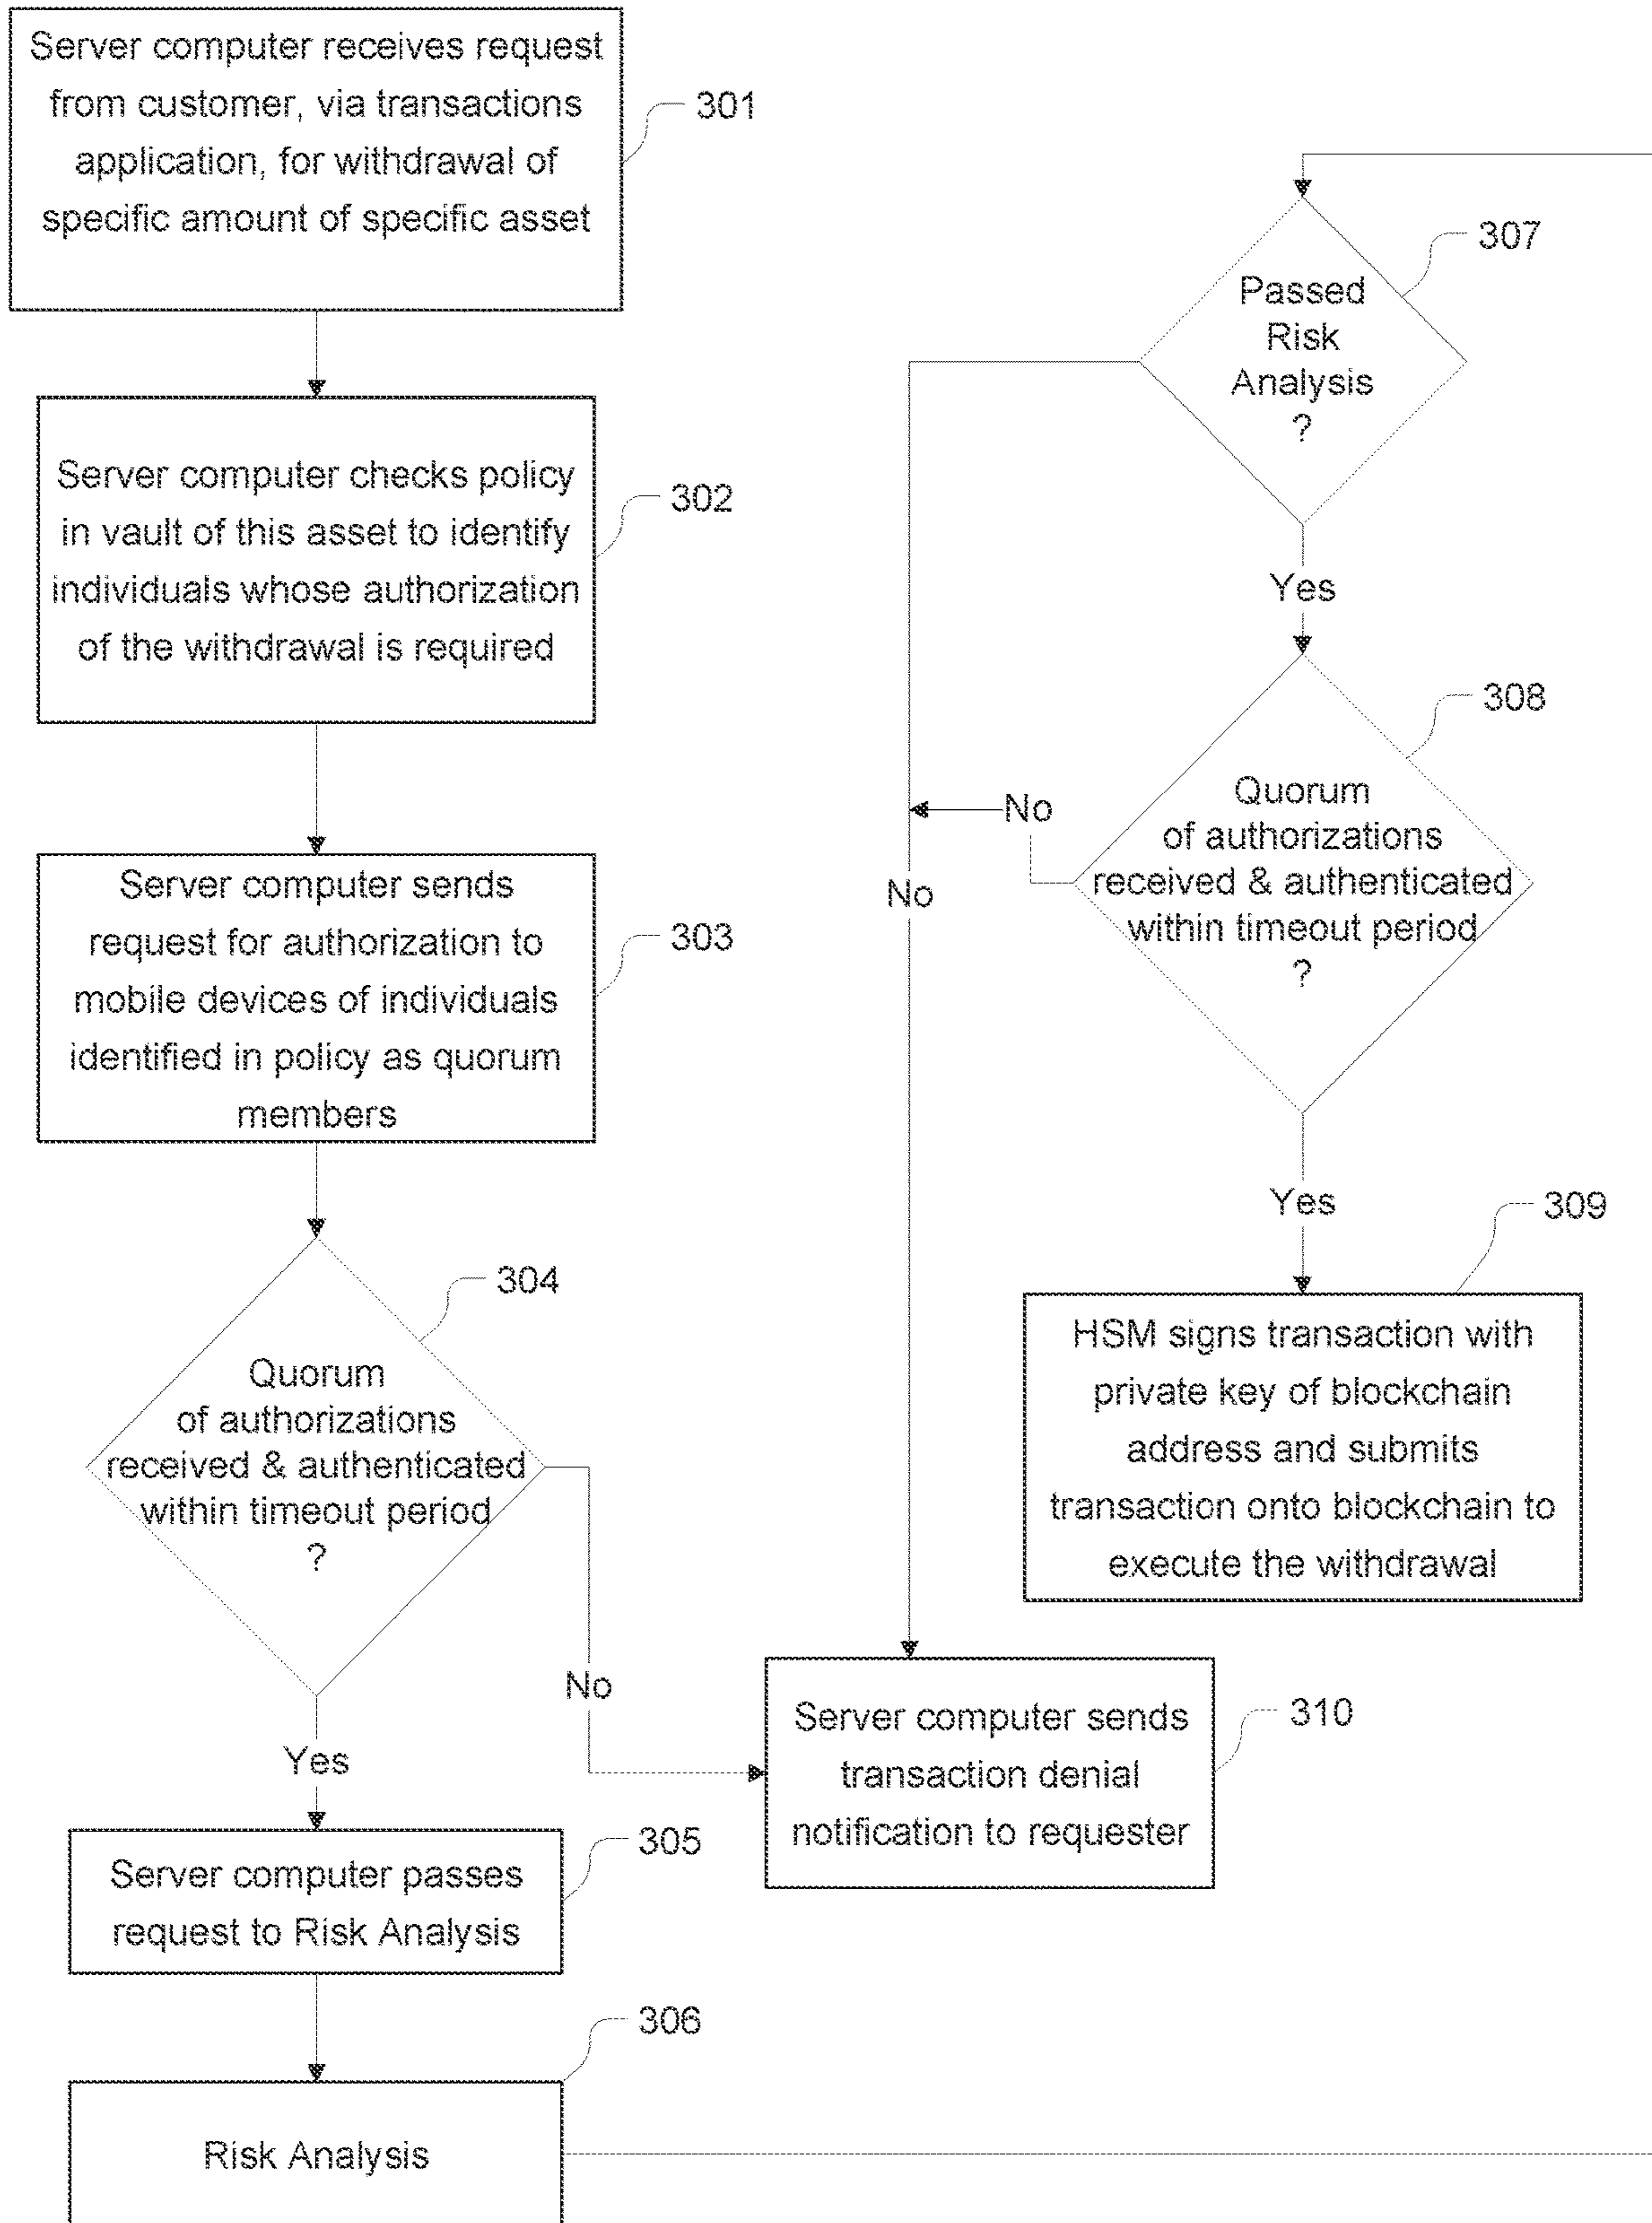 Server computer receives request
from customer, via transactions
application, for withdrawal of
specific amount of specific asset
301
Server computer checks policy
in vault of this asset to identify
individuals whose authorization
of the withdrawal is required
302
Server computer sends
request for authorization to
mobile devices of individuals
identified in policy as quorum
members
303
304
Quorum
of authorizations
received & authenticated
within timeout period
?
No
Yes
Server computer passes
request to Risk Analysis
305
306
Risk Analysis
307
Passed
Risk
Analysis
?
Yes
308
Quorum
of authorizations
received & authenticated
within timeout period
?
No
No
Yes
309
HSM signs transaction with
private key of blockchain
address and submits
transaction onto blockchain to
execute the withdrawal
Server computer sends
transaction denial
notification to requester
310